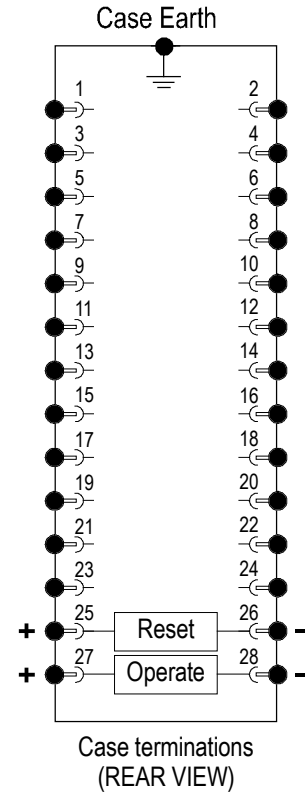 Case Earth
1 2
3 4
5 6
7 8
9 10
11 12
13 14
15 16
17 18
19 20
21 22
23 24
25 26
+ Reset -
27 28
+ Operate -
Case terminations
(REAR VIEW)